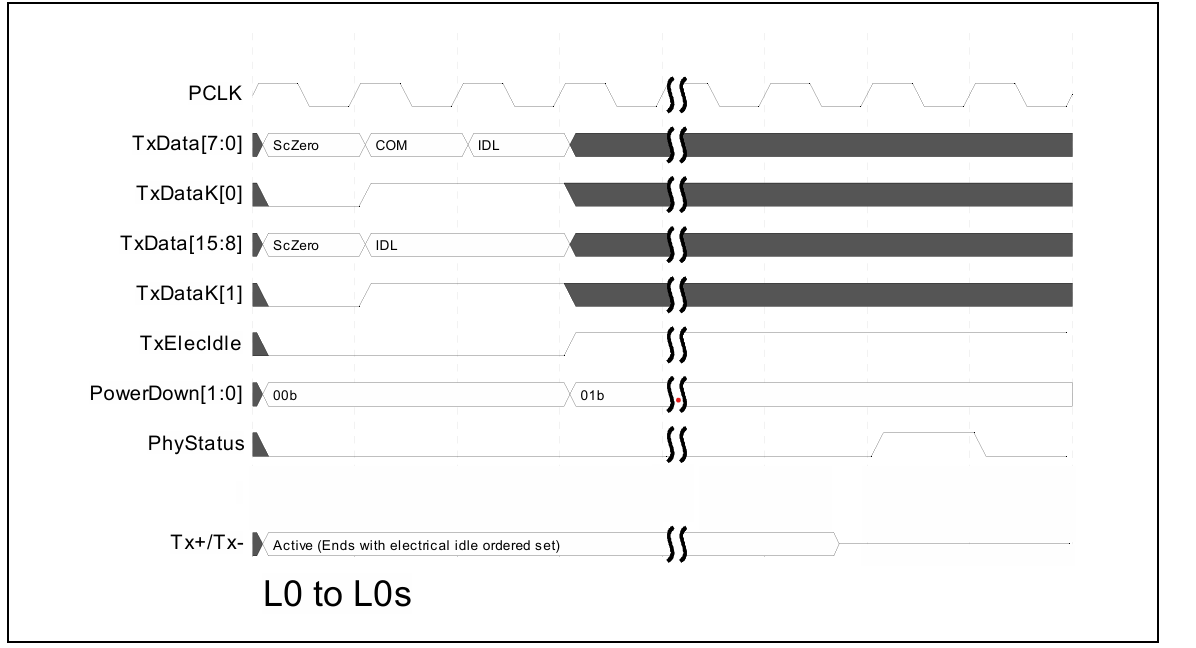 PCLK
TxData[7:0] ScZero COM IDL
TxDataK[0]
TxData[15:8] ScZero IDL
TxDataK[1]
TxElecIdle
PowerDown[1:0] 00b 01b
PhyStatus
Tx+/Tx- Active (Ends with electrical idle ordered set)
L0 to L0s